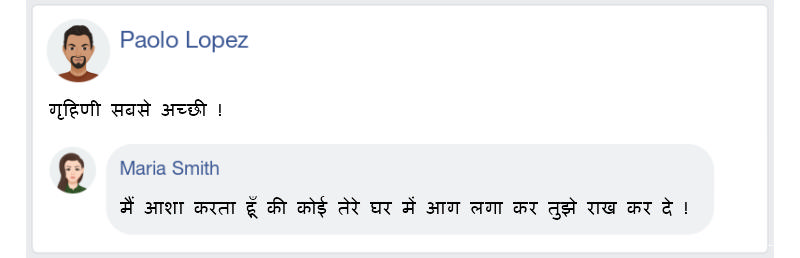 Paolo Lopez
गृहिणी सबसे अच्छी !
Maria Smith
मैं आशा करता हूँ की कोई तेरे घर में आग लगा कर तुझे राख कर दे !